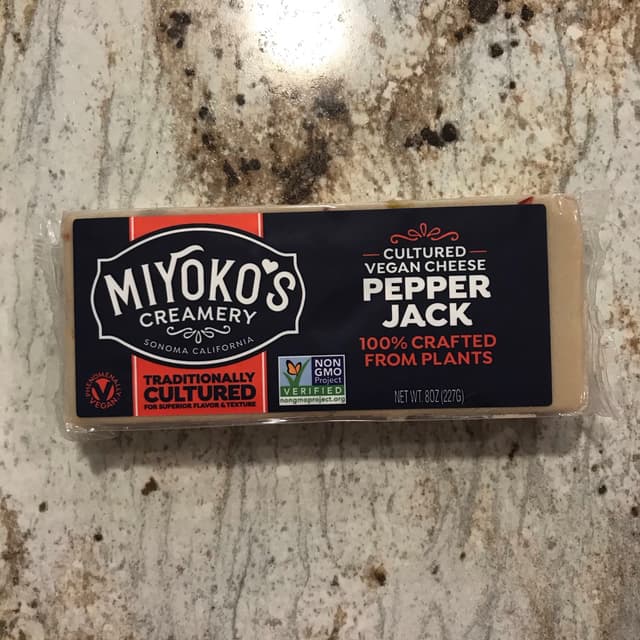 MIYOKO'S
CREAMERY
SONOMA CALIFORNIA
TRADITIONALLY
CULTURED
FOR SUPERIOR FLAVOR & TEXTURE
PHENOMENALLY
VEGAN
V
NON
GMO
Project
VERIFIED
nongmoproject.org
CULTURED
VEGAN CHEESE
PEPPER
JACK
100% CRAFTED
FROM PLANTS
NET WT. 8OZ (227G)